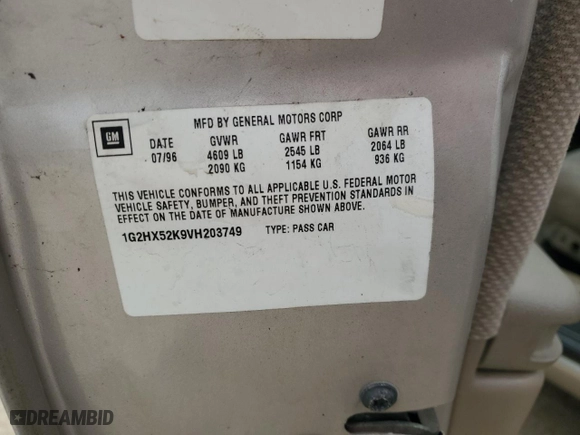 MFD BY GENERAL MOTORS CORP
GM DATE GVWR GAWR FRT GAWR RR
07/96 4609 LB 2545 LB 2064 LB
2090 KG 1154 KG 936 KG
THIS VEHICLE CONFORMS TO ALL APPLICABLE U.S. FEDERAL MOTOR
VEHICLE SAFETY, BUMPER, AND THEFT PREVENTION STANDARDS IN
EFFECT ON THE DATE OF MANUFACTURE SHOWN ABOVE.
1G2HX52K9VH203749 TYPE: PASS CAR
DREAMBID